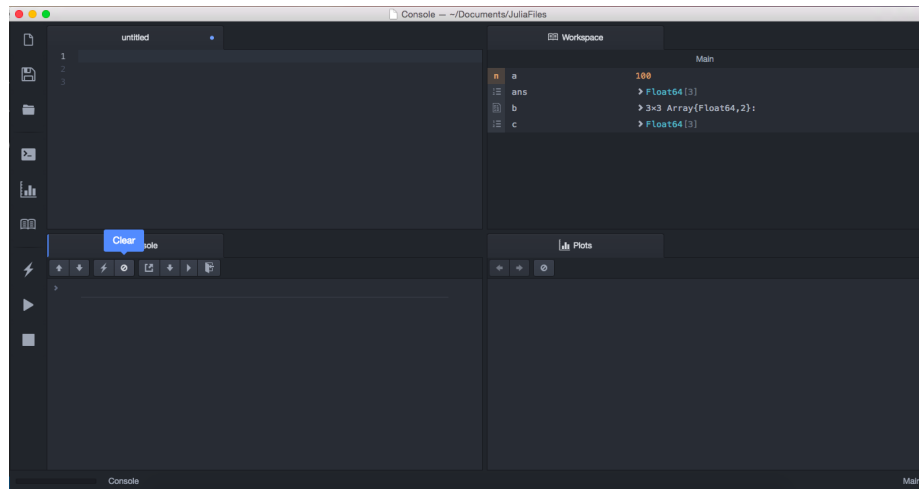 Console — ~/Documents/JuliaFiles
untitled
1
2
3
Workspace
Main
n a 100
ans > Float64[3]
b > 3×3 Array{Float64,2}:
c > Float64[3]
Clear
sole
Plots
>
Console
Main